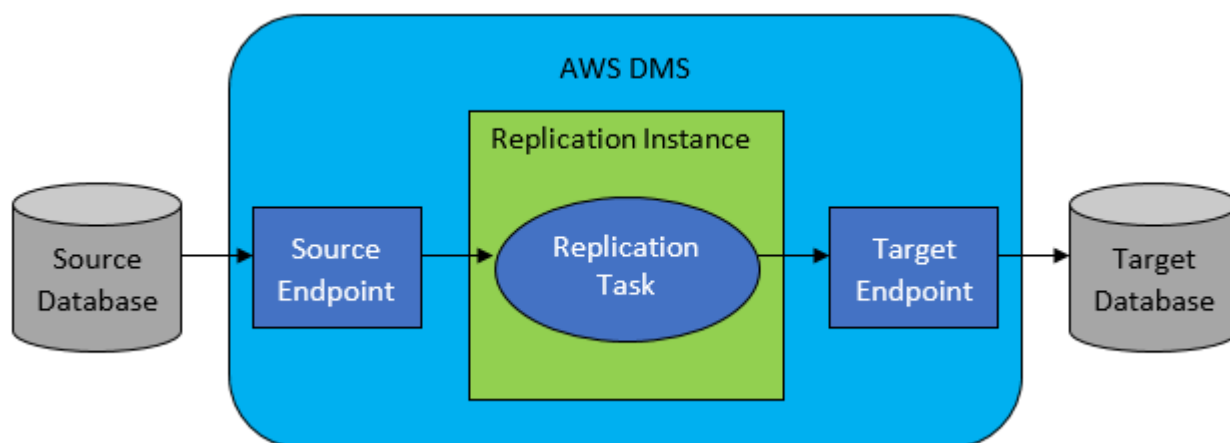 AWS DMS
Replication Instance
Source
Database
Source
Endpoint
Replication
Task
Target
Endpoint
Target
Database